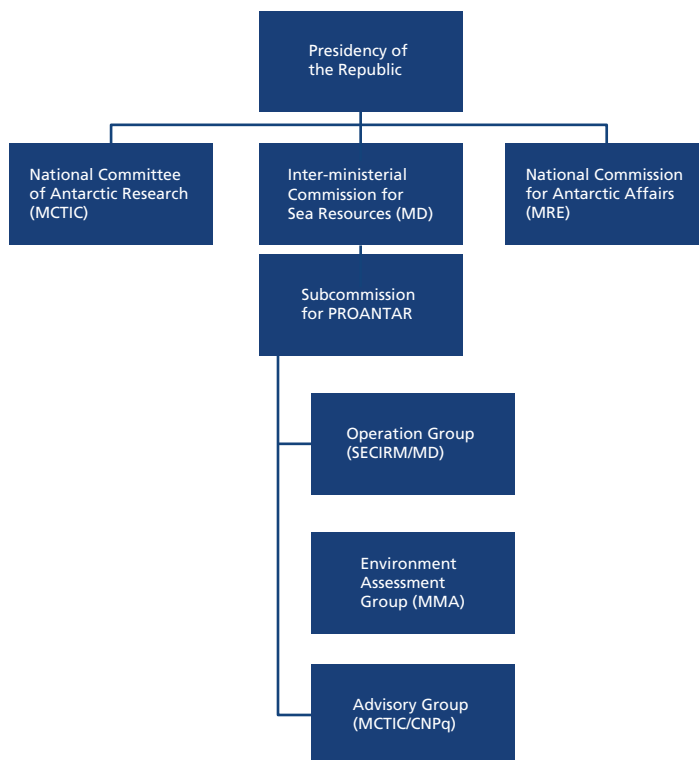 Presidency of
the Republic
National Committee
of Antarctic Research
(MCTIC)
Inter-ministerial
Commission for
Sea Resources (MD)
National Commission
for Antarctic Affairs
(MRE)
Subcommission
for PROANTAR
Operation Group
(SECIRM/MD)
Environment
Assessment
Group (MMA)
Advisory Group
(MCTIC/CNPq)